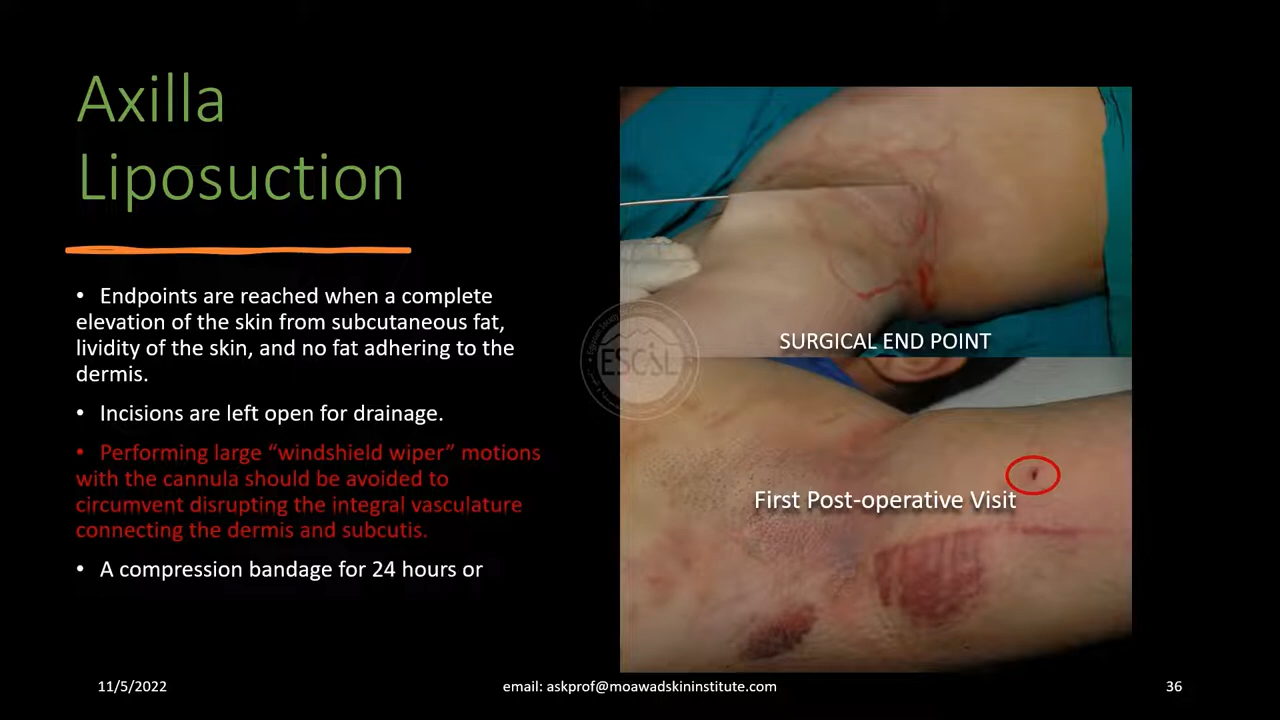 Axilla
Liposuction
• Endpoints are reached when a complete
elevation of the skin from subcutaneous fat,
lividity of the skin, and no fat adhering to the
dermis.
• Incisions are left open for drainage.
• Performing large “windshield wiper” motions
with the cannula should be avoided to
circumvent disrupting the integral vasculature
connecting the dermis and subcutis.
• A compression bandage for 24 hours or
SURGICAL END POINT
ESCSL
First Post-operative Visit
11/5/2022
email: askprof@moawadskininstitute.com
36